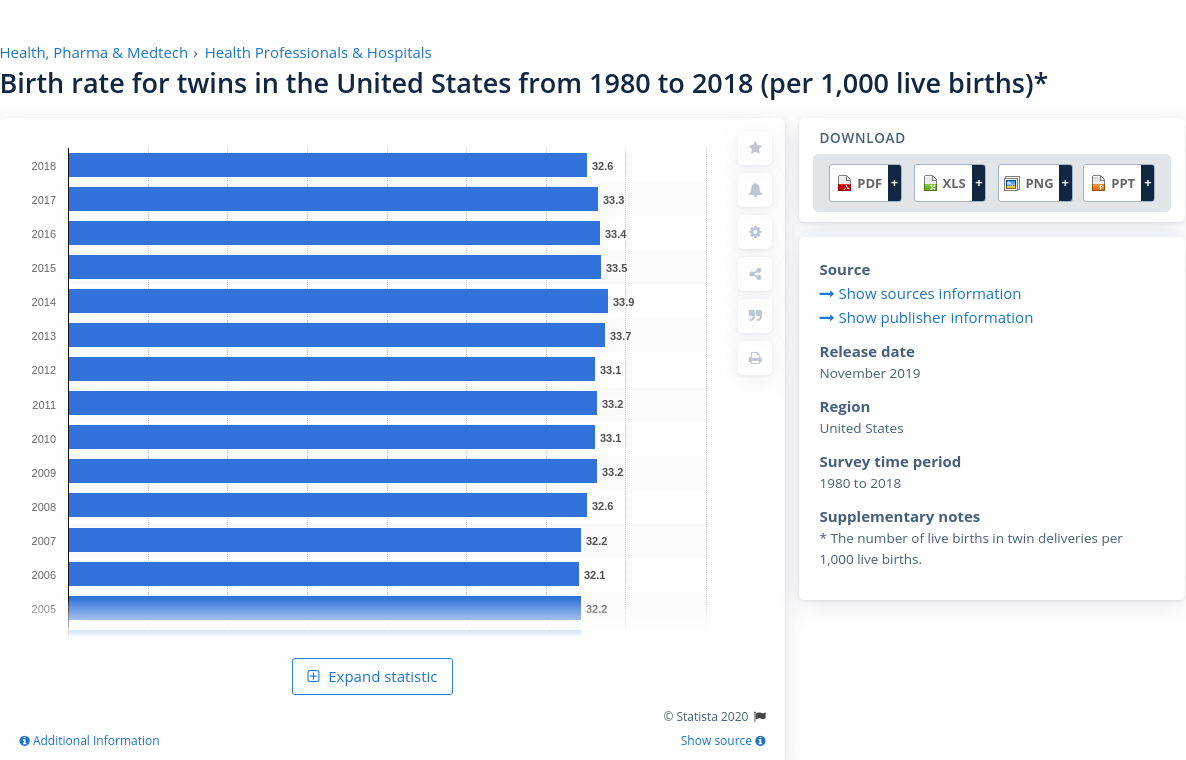 Health, Pharma & Medtech › Health Professionals & Hospitals
Birth rate for twins in the United States from 1980 to 2018 (per 1,000 live births)*
2018 32.6
2017 33.3
2016 33.4
2015 33.5
2014 33.9
2013 33.7
2012 33.1
2011 33.2
2010 33.1
2009 33.2
2008 32.6
2007 32.2
2006 32.1
2005 32.2
Expand statistic
© Statista 2020
Additional Information
Show source
DOWNLOAD
PDF + XLS + PNG + PPT +
Source
Show sources information
Show publisher information
Release date
November 2019
Region
United States
Survey time period
1980 to 2018
Supplementary notes
* The number of live births in twin deliveries per
1,000 live births.